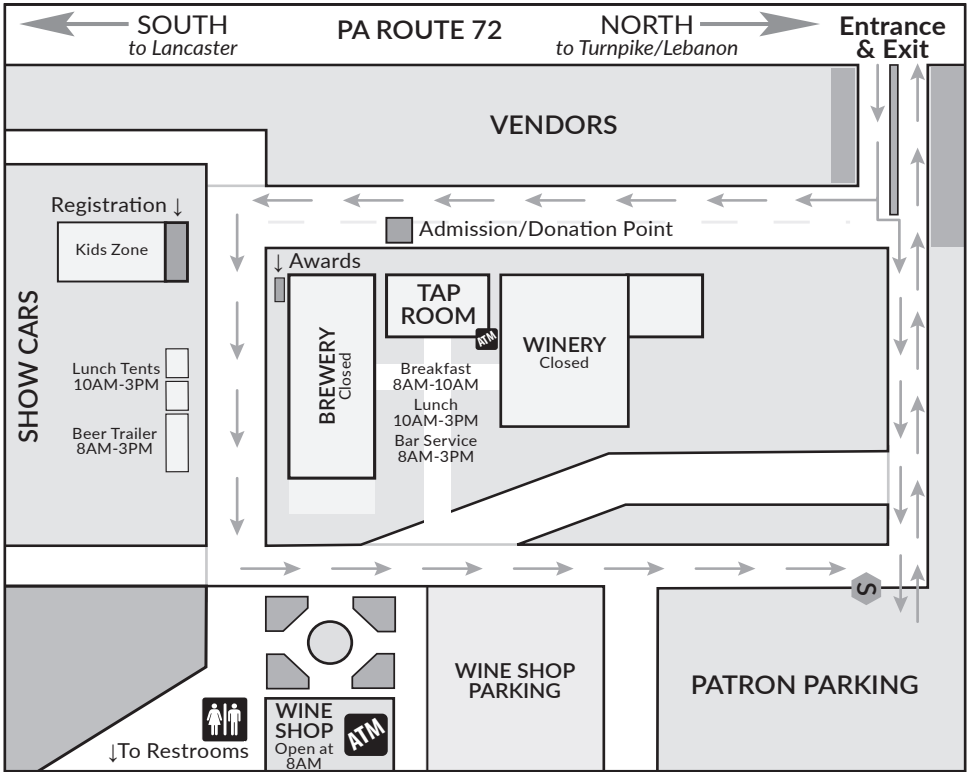 SOUTH
to Lancaster
PA ROUTE 72
NORTH
to Turnpike/Lebanon
Entrance
& Exit
VENDORS
Registration ↓
Kids Zone
Admission/Donation Point
↓ Awards
TAP
ROOM
ATM
WINERY
Closed
BREWERY
Closed
SHOW CARS
Lunch Tents
10AM-3PM
Beer Trailer
8AM-3PM
Breakfast
8AM-10AM
Lunch
10AM-3PM
Bar Service
8AM-3PM
S
WINE SHOP
PARKING
PATRON PARKING
WINE
SHOP
Open at
8AM
ATM
↓To Restrooms